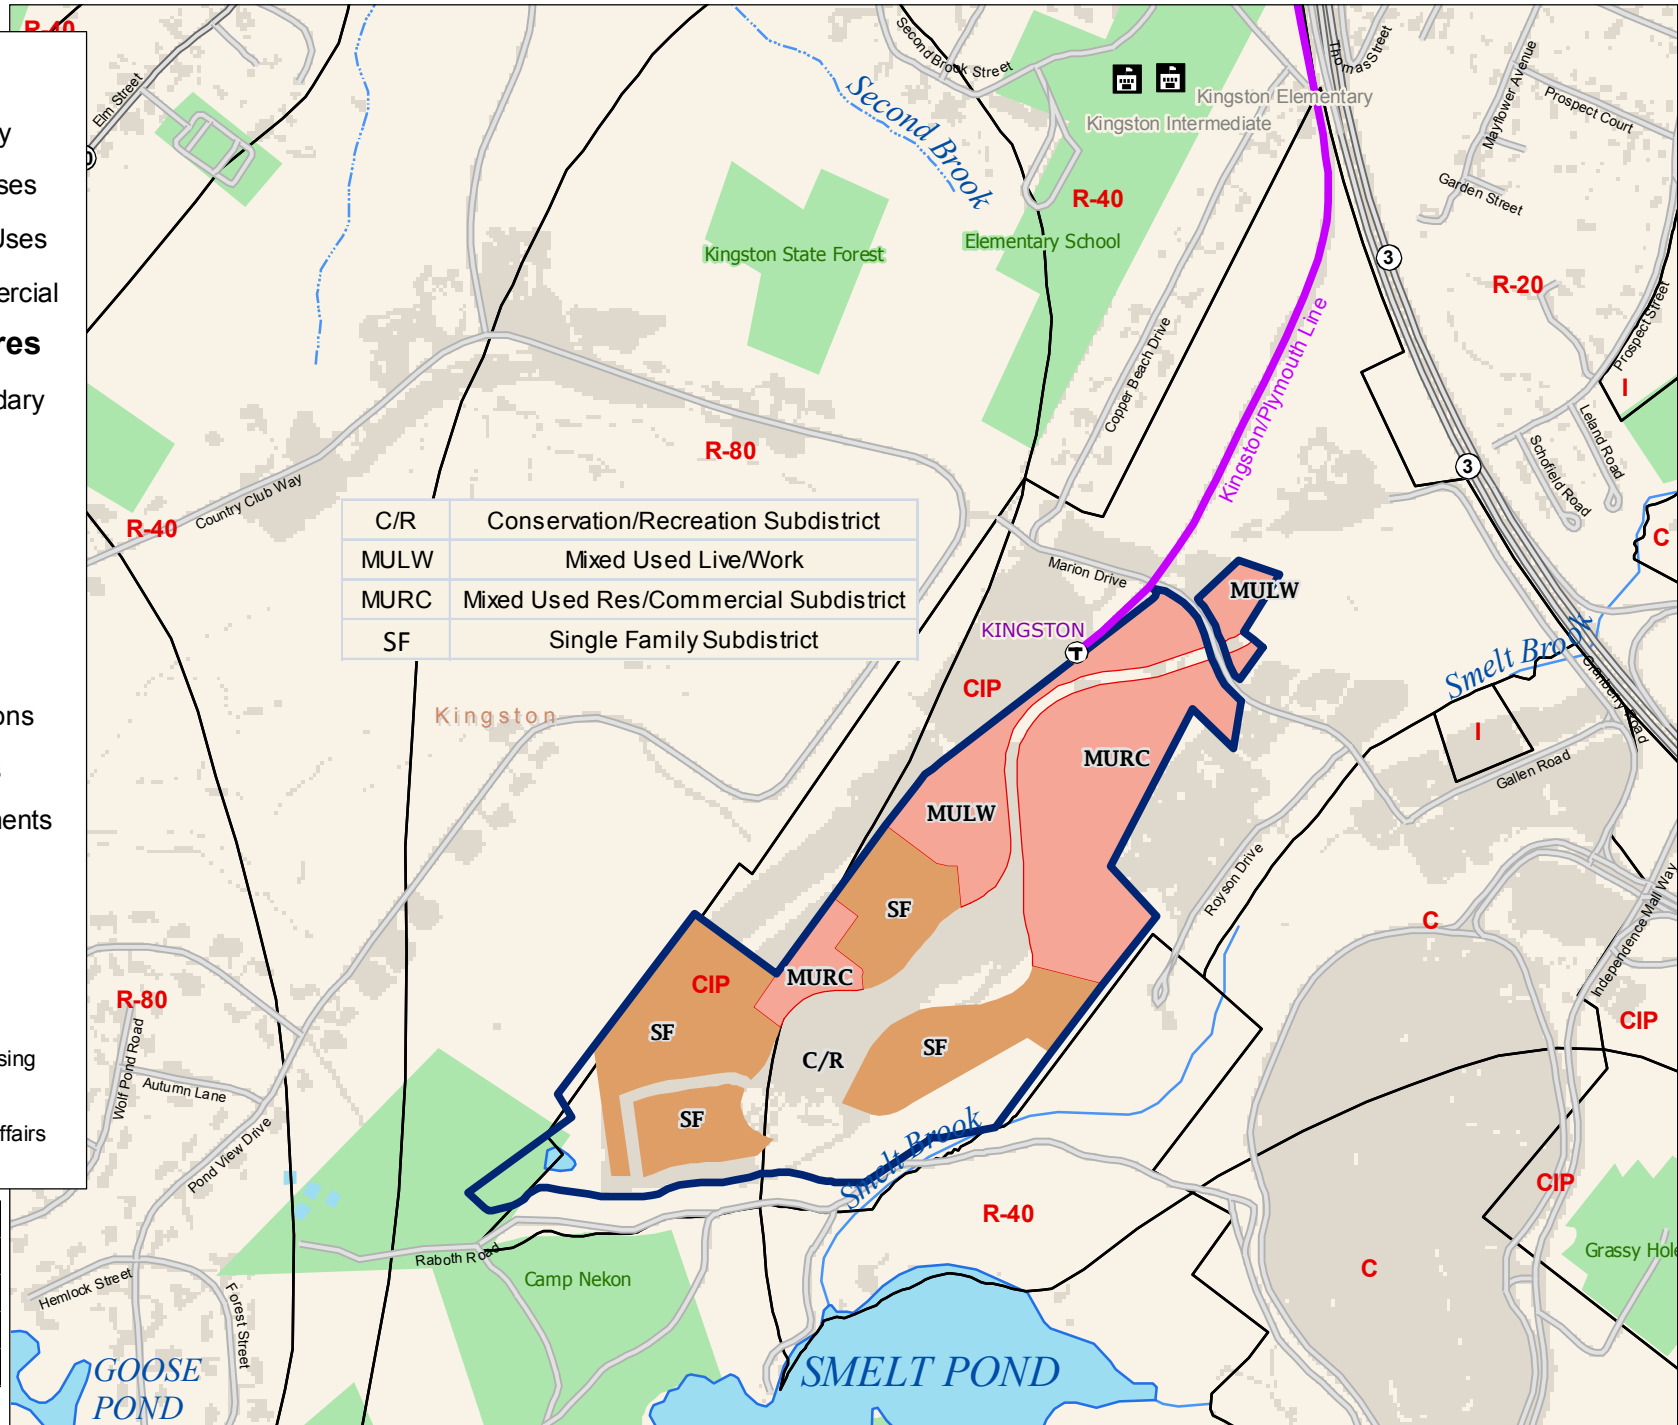 R-40
y
ses
Uses
ercial
res
dary
ons
nents
sing
ffairs
Elm Street
Second Brook Street
Second Brook
Kingston Elementary
Kingston Intermediate
Thomas Street
Mayflower Avenue
Prospect Court
Garden Street
R-40
Elementary School
Kingston State Forest
3
R-20
Prospect Street
I
Kingston/Plymouth Line
Copper Beach Drive
Leland Road
Schofield Road
3
C
R-80
Country Club Way
R-40
C/R Conservation/Recreation Subdistrict
MULW Mixed Used Live/Work
MURC Mixed Used Res/Commercial Subdistrict
SF Single Family Subdistrict
Marion Drive
MULW
KINGSTON
T
CIP
Smelt Brook
Cranberry Road
Kingston
I
MURC
Gallen Road
MULW
Royson Drive
SF
C
Independence Mall Way
CIP
MURC
R-80
CIP
SF
SF
C/R
Wolf Pond Road
Autumn Lane
SF
Pond View Drive
Smelt Brook
CIP
R-40
Raboth Road
Camp Nekon
Grassy Hole
C
Hemlock Street
Forest Street
GOOSE
POND
SMELT POND